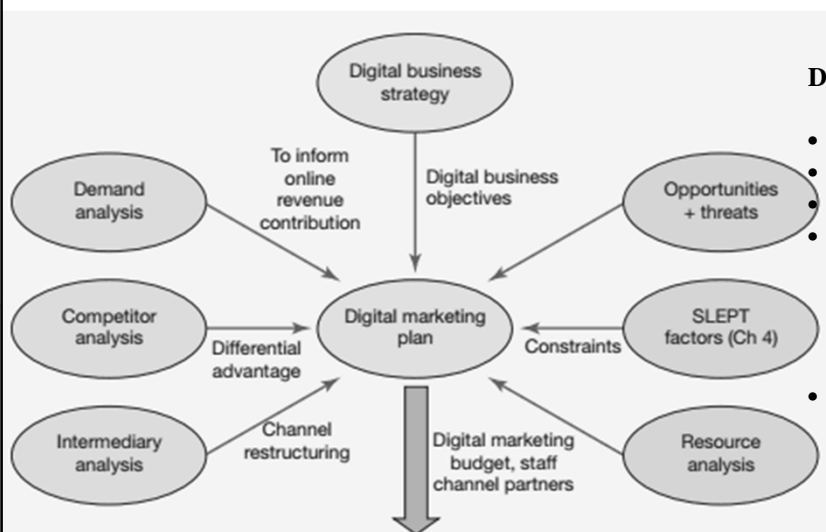 Digital business
strategy
D
To inform
online
revenue
contribution
Digital business
objectives
Demand
analysis
Opportunities
+ threats
Competitor
analysis
Differential
advantage
Digital marketing
plan
Constraints
SLEPT
factors (Ch 4)
Intermediary
analysis
Channel
restructuring
Digital marketing
budget, staff
channel partners
Resource
analysis